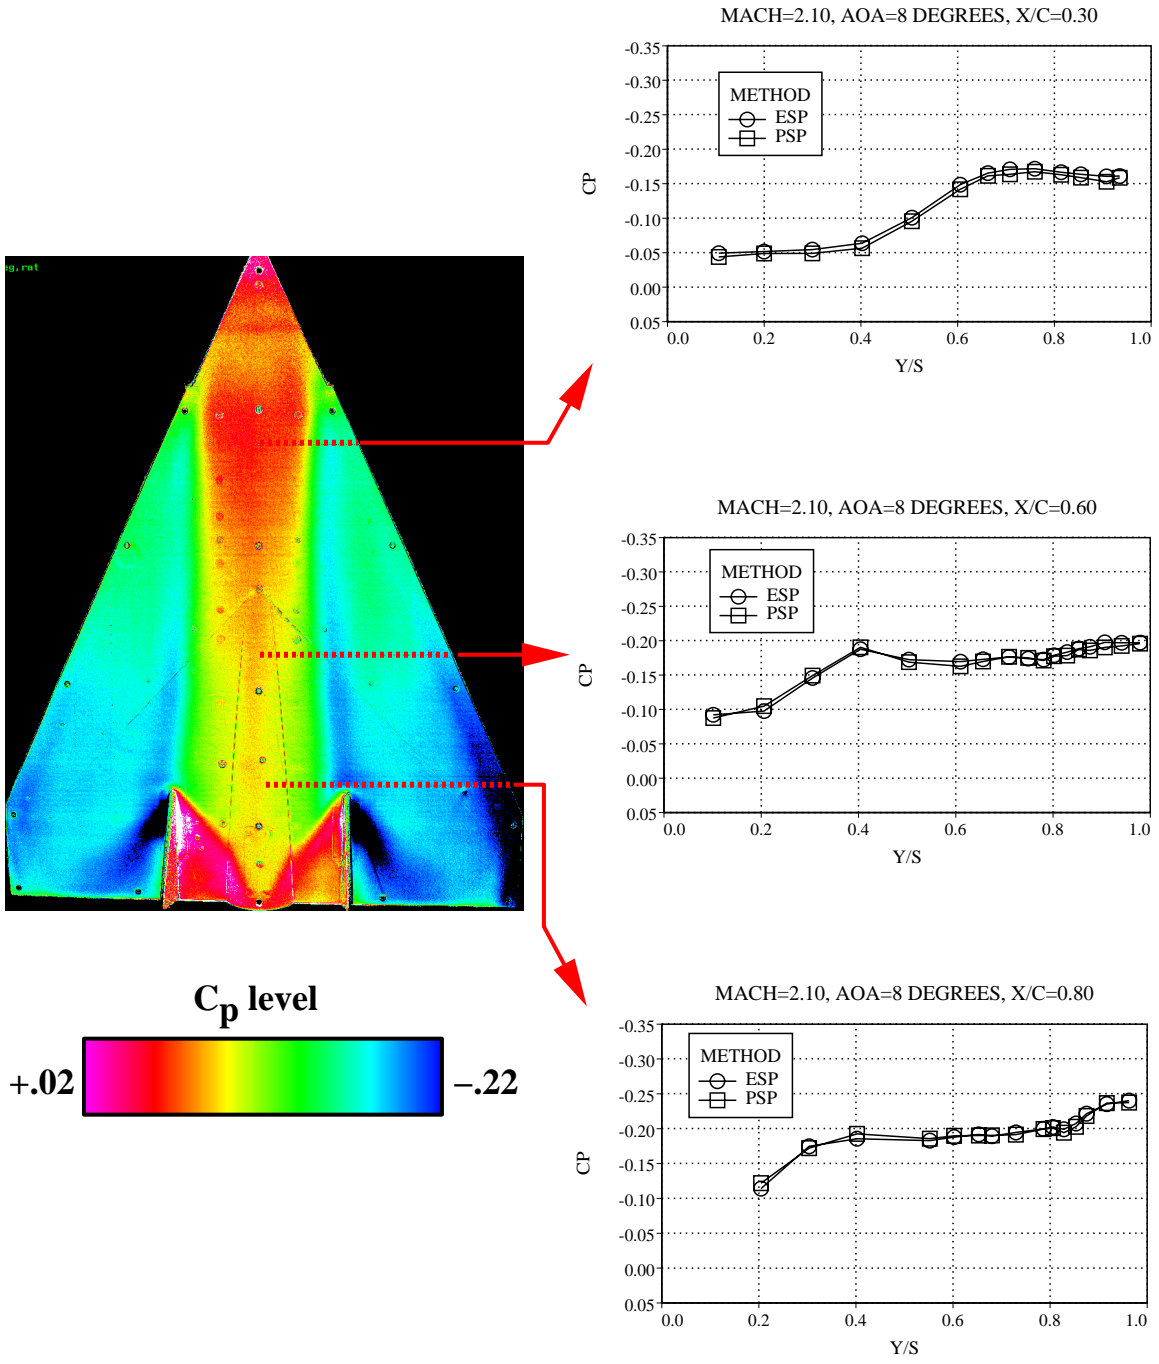 MACH=2.10, AOA=8 DEGREES, X/C=0.30
-0.35
-0.30
-0.25
-0.20
-0.15
-0.10
-0.05
0.00
0.05
CP
METHOD
ESP
PSP
0.0 0.2 0.4 0.6 0.8 1.0
Y/S
MACH=2.10, AOA=8 DEGREES, X/C=0.60
-0.35
-0.30
-0.25
-0.20
-0.15
-0.10
-0.05
0.00
0.05
CP
METHOD
ESP
PSP
0.0 0.2 0.4 0.6 0.8 1.0
Y/S
Cp level
+.02 −.22
MACH=2.10, AOA=8 DEGREES, X/C=0.80
-0.35
-0.30
-0.25
-0.20
-0.15
-0.10
-0.05
0.00
0.05
CP
METHOD
ESP
PSP
0.0 0.2 0.4 0.6 0.8 1.0
Y/S